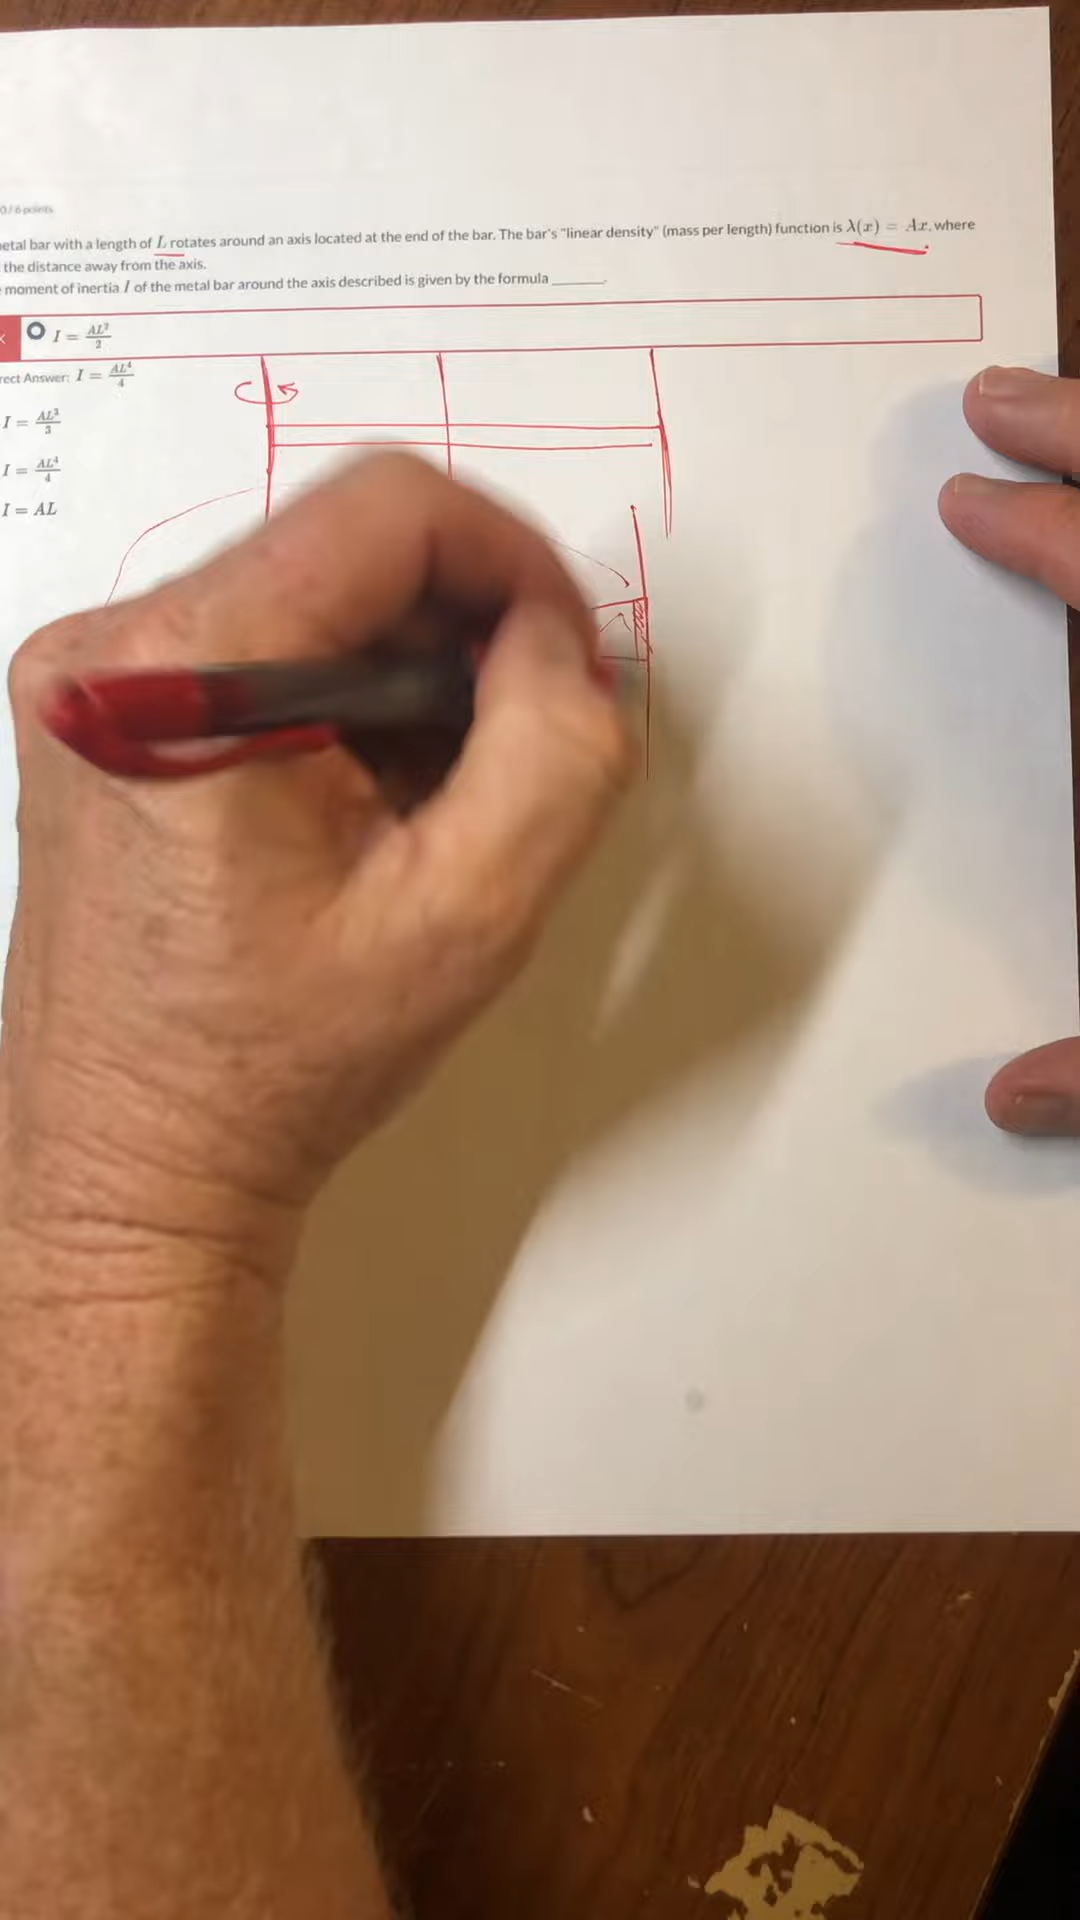 0/6 points
etal bar with a length of L rotates around an axis located at the end of the bar. The bar's "linear density" (mass per length) function is λ(x) = Ax, where
the distance away from the axis.
moment of inertia I of the metal bar around the axis described is given by the formula ______.
I = AL²/2
rect Answer: I = AL⁴/4
I = AL³/3
I = AL⁴/4
I = AL